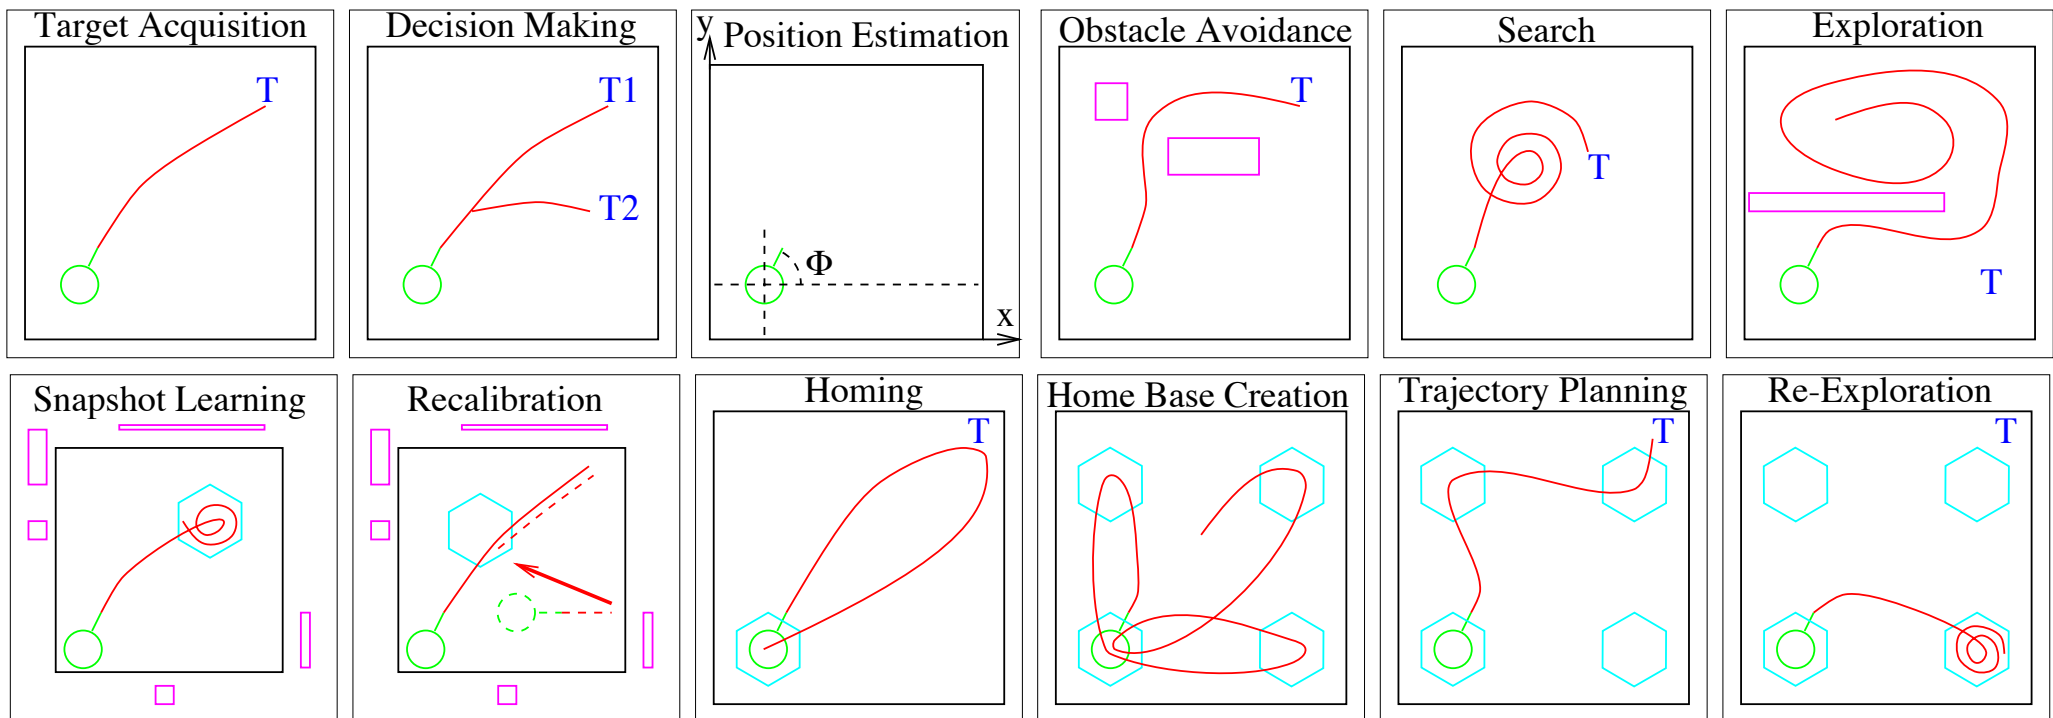 Target Acquisition
T
Decision Making
T1
T2
y
Position Estimation
Φ
x
Obstacle Avoidance
T
Search
T
Exploration
T
Snapshot Learning
Recalibration
Homing
T
Home Base Creation
Trajectory Planning
T
Re-Exploration
T